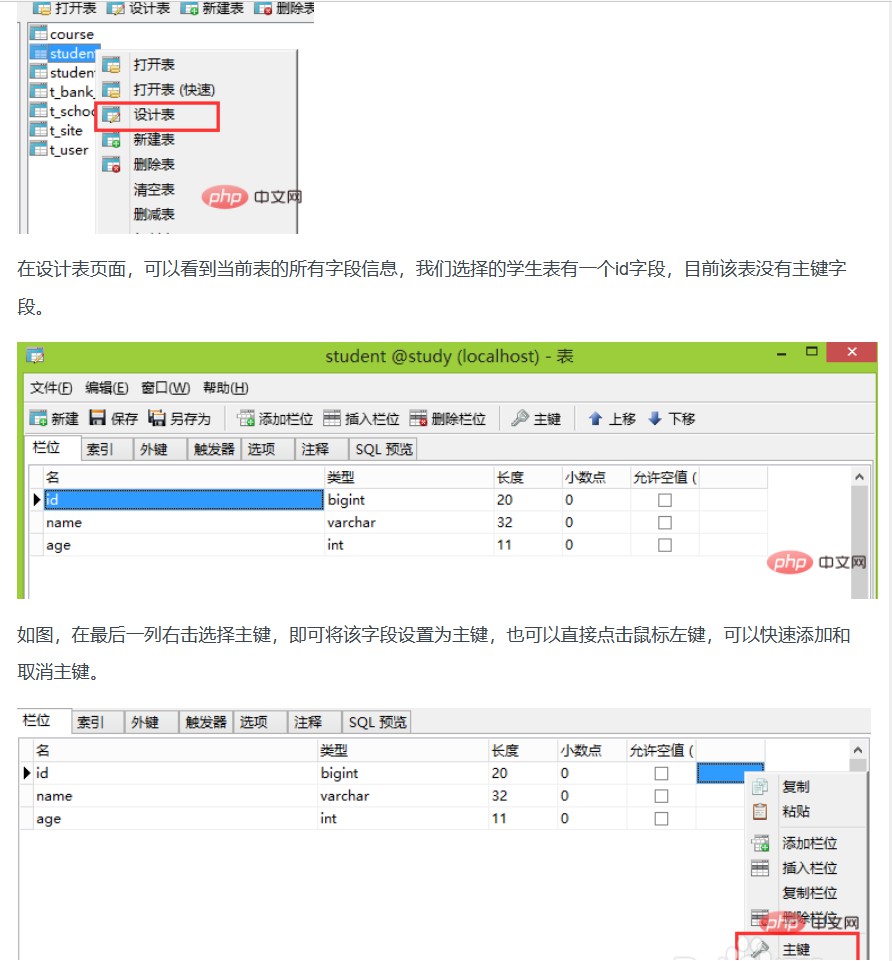 打开表 设计表 新建表 删除表
course
student
student
t_bank_
t_schoo
t_site
t_user
打开表
打开表 (快速)
设计表
新建表
删除表
清空表
删减表
php 中文网
在设计表页面，可以看到当前表的所有字段信息，我们选择的学生表有一个id字段，目前该表没有主键字
段。
student @study (localhost) - 表
文件(F) 编辑(E) 窗口(W) 帮助(H)
新建 保存 另存为 添加栏位 插入栏位 删除栏位 主键 上移 下移
栏位 索引 外键 触发器 选项 注释 SQL 预览
名 类型 长度 小数点 允许空值 (
id bigint 20 0
name varchar 32 0
age int 11 0
php 中文网
如图，在最后一列右击选择主键，即可将该字段设置为主键，也可以直接点击鼠标左键，可以快速添加和
取消主键。
栏位 索引 外键 触发器 选项 注释 SQL 预览
名 类型 长度 小数点 允许空值 (
id bigint 20 0
name varchar 32 0
age int 11 0
复制
粘贴
添加栏位
插入栏位
复制栏位
删除栏位
php 中文网
主键